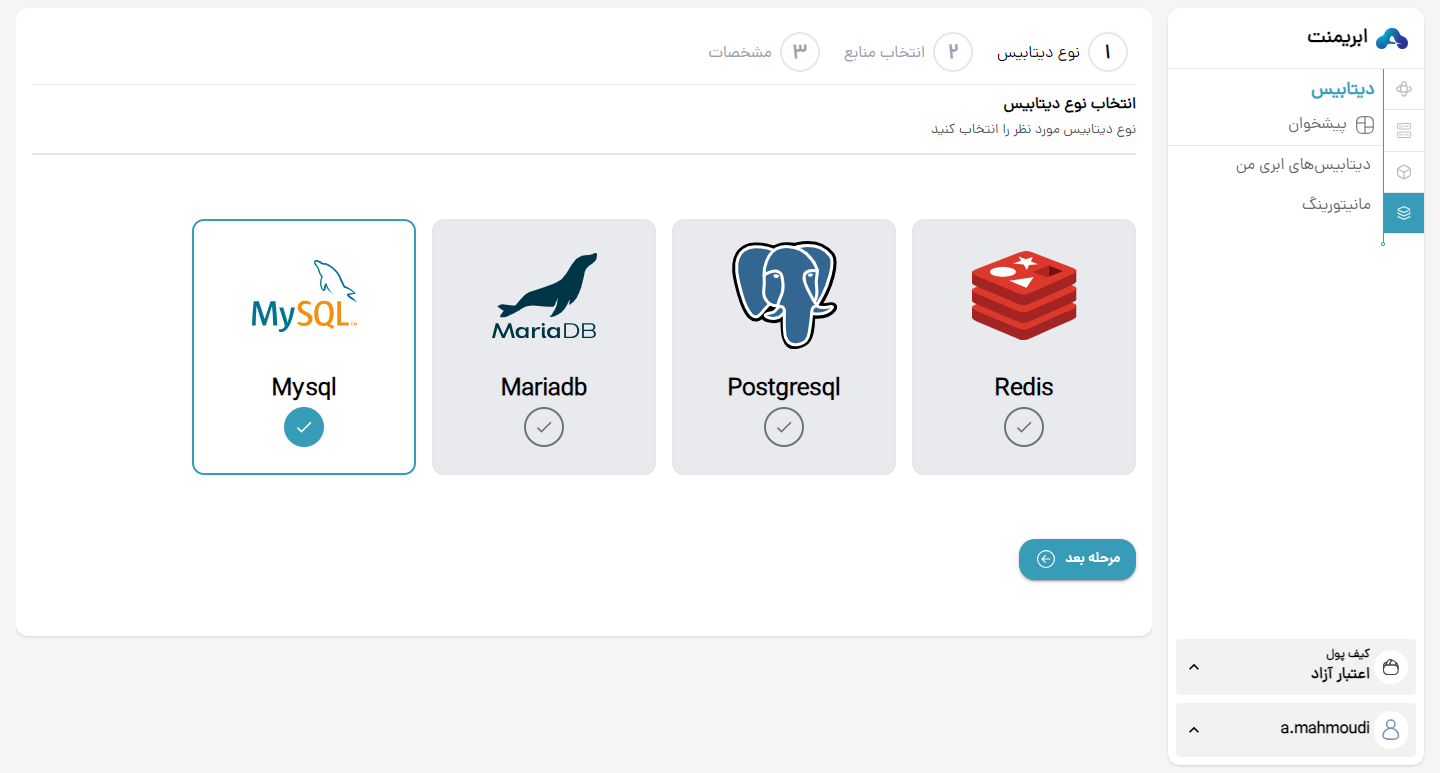 ابریمنت
دیتابیس
پیشخوان
دیتابیس‌های ابری من
مانیتورینگ
کیف پول
اعتبار آزاد
a.mahmoudi
۱ نوع دیتابیس ۲ انتخاب منابع ۳ مشخصات
انتخاب نوع دیتابیس
نوع دیتابیس مورد نظر را انتخاب کنید
Redis
Postgresql
MariaDB
Mariadb
MySQL™
Mysql
مرحله بعد